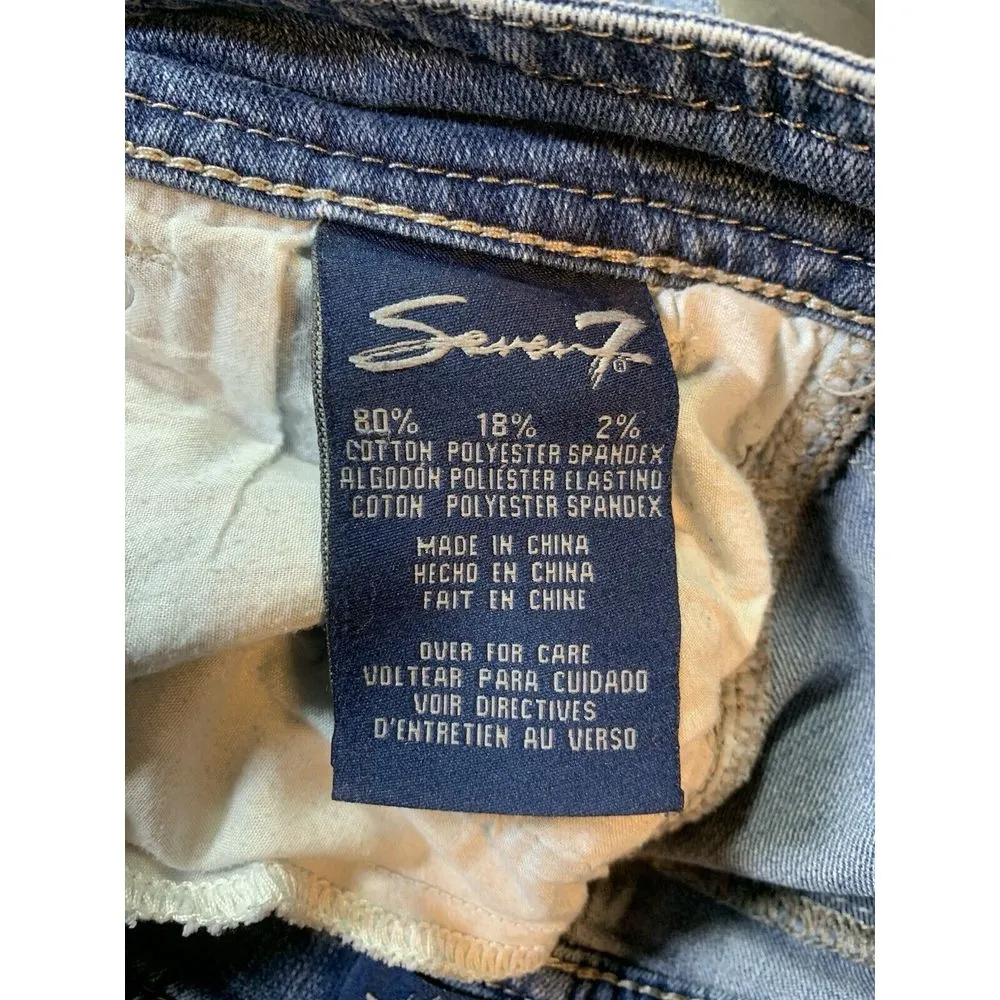 Seven7®
80% 18% 2%
COTTON POLYESTER SPANDEX
ALGODÓN POLIÉSTER ELASTINO
COTON POLYESTER SPANDEX
MADE IN CHINA
HECHO EN CHINA
FAIT EN CHINE
OVER FOR CARE
VOLTEAR PARA CUIDADO
VOIR DIRECTIVES
D'ENTRETIEN AU VERSO